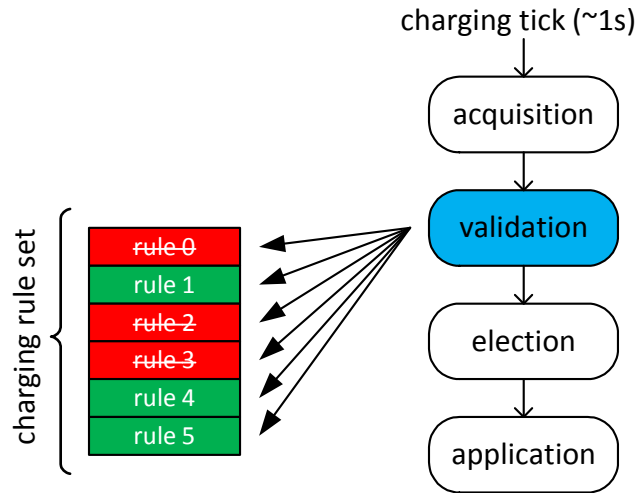 charging tick (~1s)
acquisition
validation
election
application
charging rule set
rule 0
rule 1
rule 2
rule 3
rule 4
rule 5